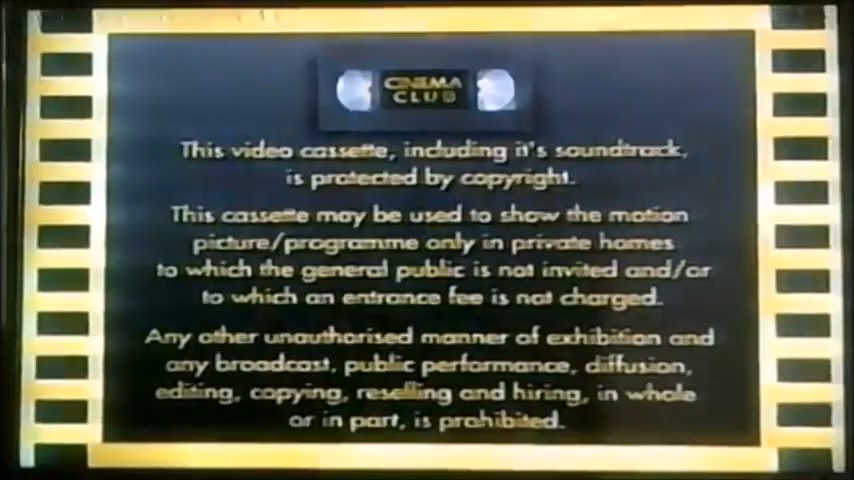 CINEMA
CLUB
This video cassette, including it's soundtrack,
is protected by copyright.
This cassette may be used to show the motion
picture/programme only in private homes
to which the general public is not invited and/or
to which an entrance fee is not charged.
Any other unauthorised manner of exhibition and
any broadcast, public performance, diffusion,
editing, copying, reselling and hiring, in whole
or in part, is prohibited.